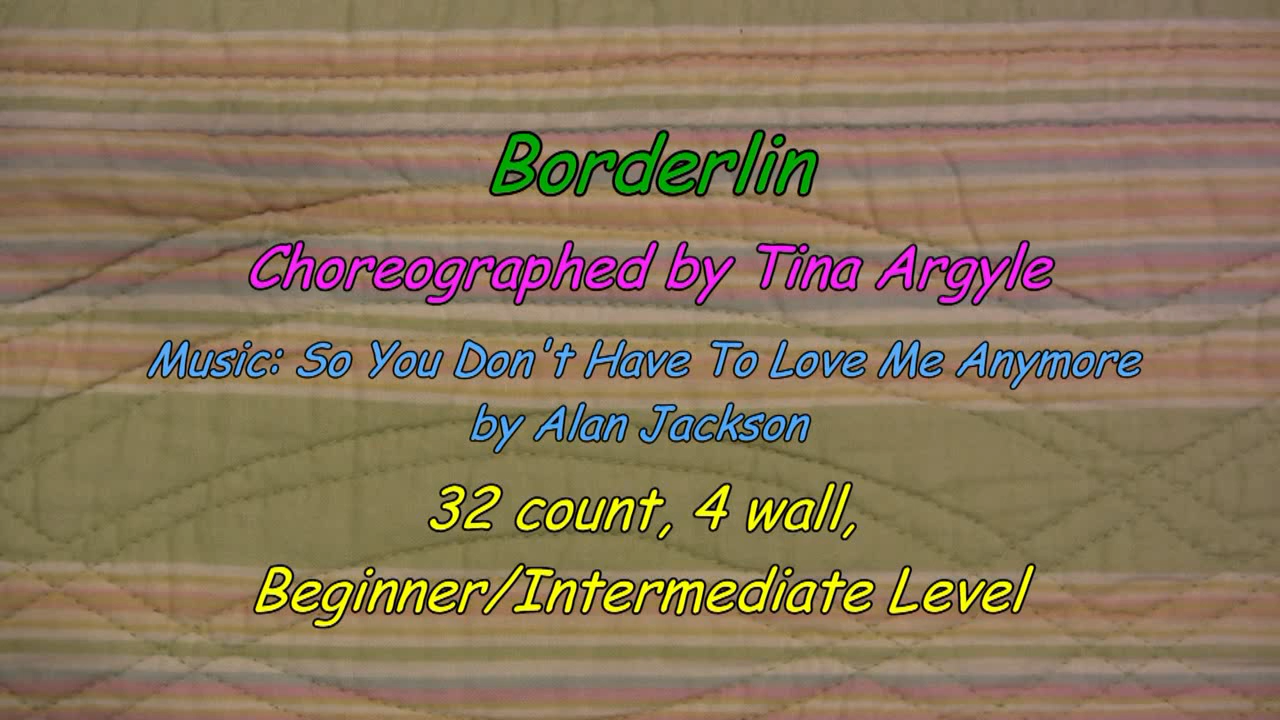 Borderlin
Choreographed by Tina Argyle
Music: So You Don't Have To Love Me Anymore
by Alan Jackson
32 count, 4 wall,
Beginner/Intermediate Level